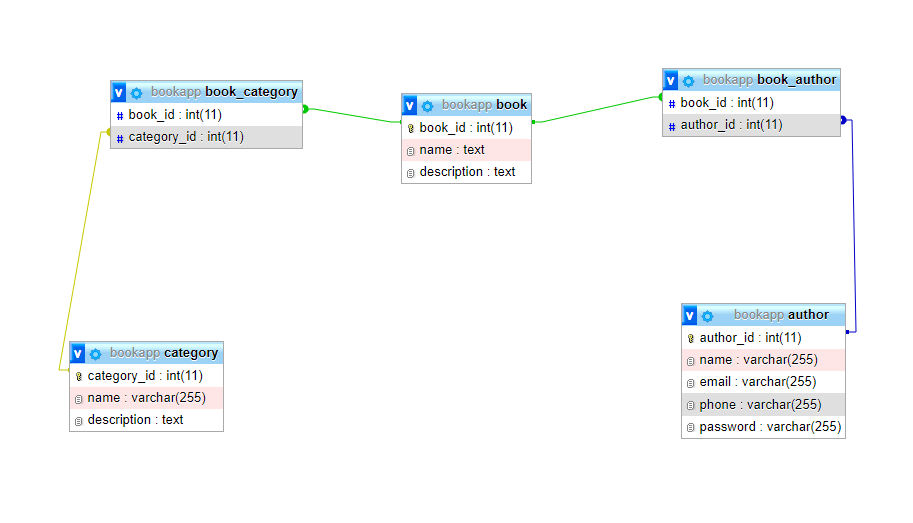 v bookapp book_category
# book_id : int(11)
# category_id : int(11)
v bookapp book
book_id : int(11)
name : text
description : text
v bookapp book_author
# book_id : int(11)
# author_id : int(11)
v bookapp category
category_id : int(11)
name : varchar(255)
description : text
v bookapp author
author_id : int(11)
name : varchar(255)
email : varchar(255)
phone : varchar(255)
password : varchar(255)